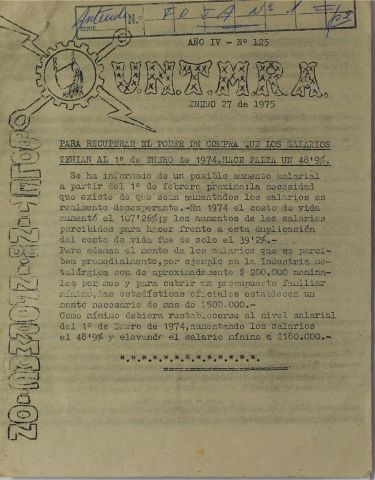 Nº
SERIE
AÑO IV - Nº 125
U.N.T.M.R.A.
ENERO 27 de 1975
PARA RECUPERAR EL PODER DE COMPRA QUE LOS SALARIOS
TENIAN AL 1º de ENERO de 1974,HACE FALTA UN 48'9%.
Se ha informado de un posible aumento salarial
a partir del 1º de febrero próximo:la necesidad
que existe de que sean aumentados los salarios es
realmente desesperante.-En 1974 el costo de vida
aumentó el 107'26%;y los aumentos de los salarios
percibidos para hacer frente a esta duplicación
del costo de vida fué de solo el 39'2%.-
Pero además el monto de los salarios que se perci-
ben promedialmente,por ejemplo en la Industria me-
talúrgica son de aproximadamente $ 200.000 nomina-
les por mes y para cubrir un presupuesto familiar
mínimo,las estadísticas oficiales establecen un
monto necesario de mas de $500.000.-
Como mínimo debiera restablecerse al nivel salarial
del 1º de Enero de 1974,aumentando los salarios
el 48'9% y elevando el salario mínimo a $180.000.-
*.*.*.*.*.*.*.*.*.*.*.*.*.